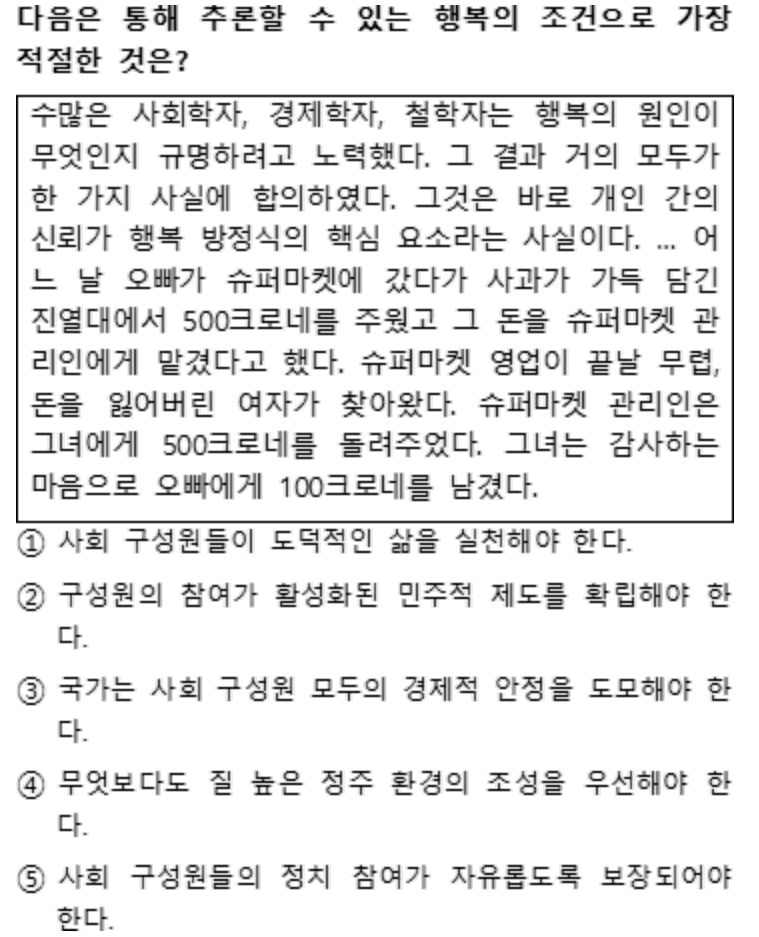 다음은 통해 추론할 수 있는 행복의 조건으로 가장
적절한 것은?
수많은 사회학자, 경제학자, 철학자는 행복의 원인이
무엇인지 규명하려고 노력했다. 그 결과 거의 모두가
한 가지 사실에 합의하였다. 그것은 바로 개인 간의
신뢰가 행복 방정식의 핵심 요소라는 사실이다. ... 어
느 날 오빠가 슈퍼마켓에 갔다가 사과가 가득 담긴
진열대에서 500크로네를 주웠고 그 돈을 슈퍼마켓 관
리인에게 맡겼다고 했다. 슈퍼마켓 영업이 끝날 무렵,
돈을 잃어버린 여자가 찾아왔다. 슈퍼마켓 관리인은
그녀에게 500크로네를 돌려주었다. 그녀는 감사하는
마음으로 오빠에게 100크로네를 남겼다.
① 사회 구성원들이 도덕적인 삶을 실천해야 한다.
② 구성원의 참여가 활성화된 민주적 제도를 확립해야 한
다.
③ 국가는 사회 구성원 모두의 경제적 안정을 도모해야 한
다.
④ 무엇보다도 질 높은 정주 환경의 조성을 우선해야 한
다.
⑤ 사회 구성원들의 정치 참여가 자유롭도록 보장되어야
한다.